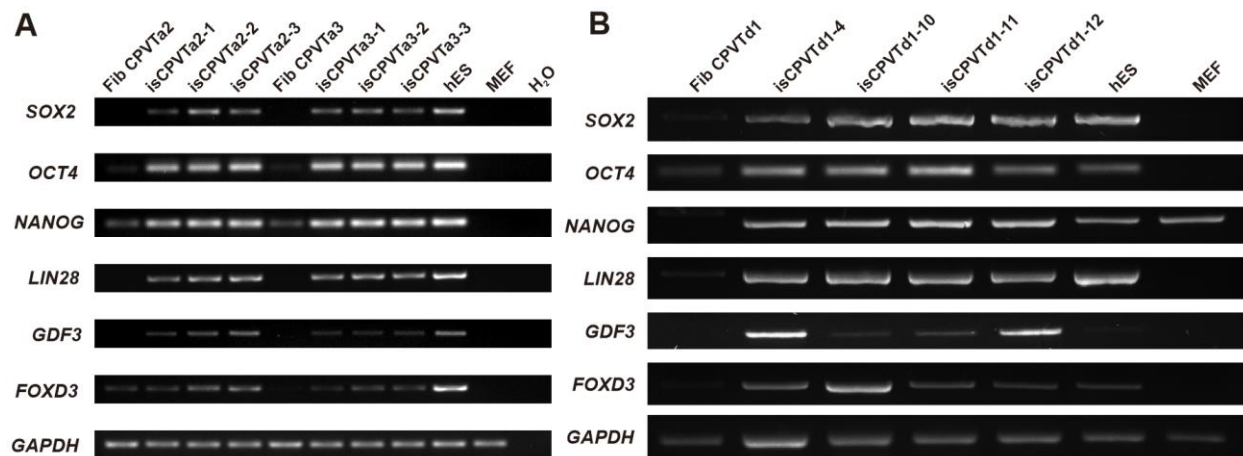 A
Fib CPVTa2
isCPVTa2-1
isCPVTa2-2
isCPVTa2-3
Fib CPVTa3
isCPVTa3-1
isCPVTa3-2
isCPVTa3-3
hES
MEF
H₂O
SOX2
OCT4
NANOG
LIN28
GDF3
FOXD3
GAPDH
B
Fib CPVTd1
isCPVTd1-4
isCPVTd1-10
isCPVTd1-11
isCPVTd1-12
hES
MEF
SOX2
OCT4
NANOG
LIN28
GDF3
FOXD3
GAPDH